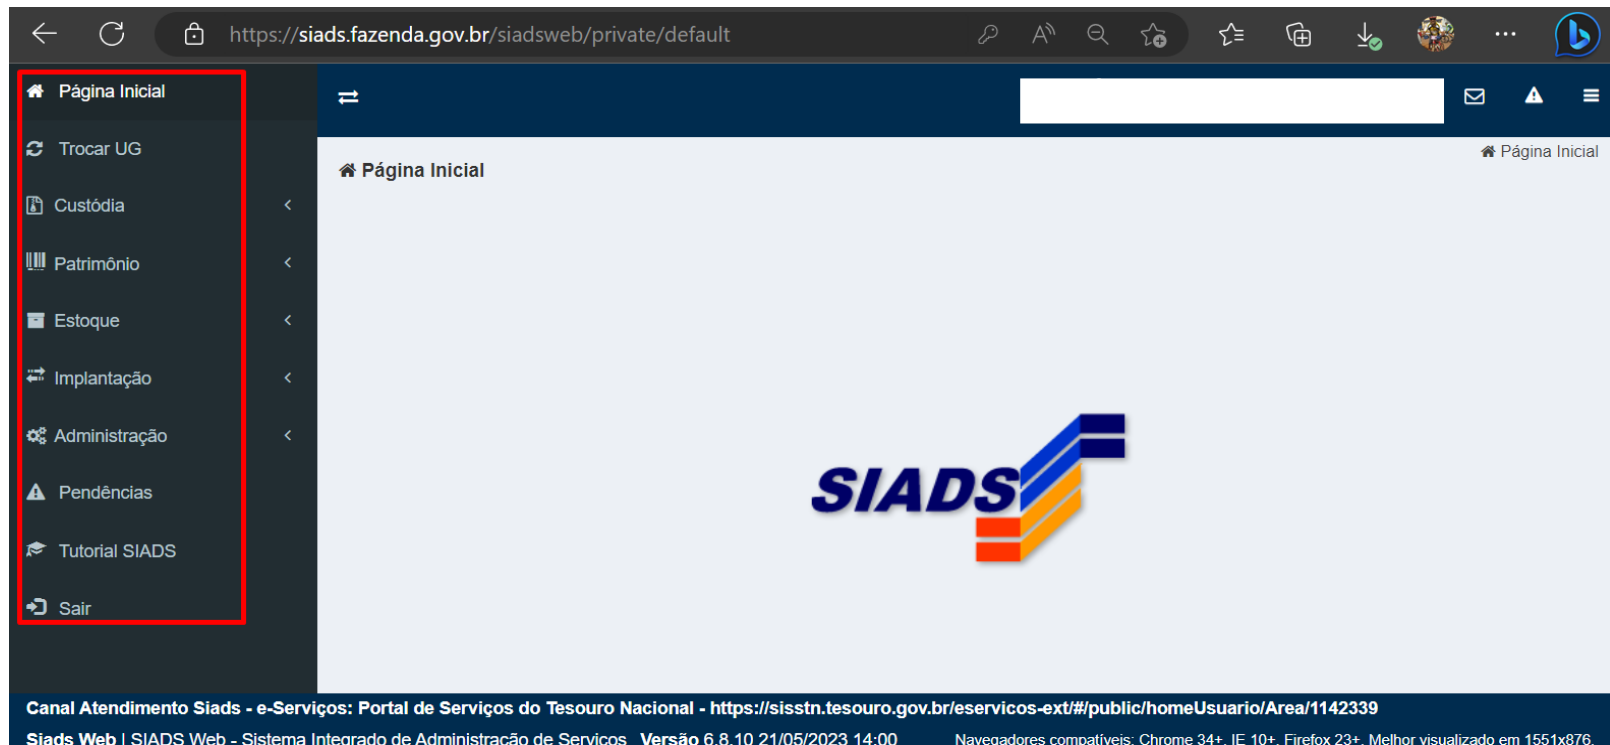 https://siads.fazenda.gov.br/siadsweb/private/default
Página Inicial
Trocar UG
Custódia
Patrimônio
Estoque
Implantação
Administração
Pendências
Tutorial SIADS
Sair
Página Inicial
Página Inicial
SIADS
Canal Atendimento Siads - e-Serviços: Portal de Serviços do Tesouro Nacional - https://sisstn.tesouro.gov.br/eservicos-ext/#/public/homeUsuario/Area/1142339
Siads Web | SIADS Web - Sistema Integrado de Administração de Serviços Versão 6.8.10 21/05/2023 14:00 Navegadores compatíveis: Chrome 34+, IE 10+, Firefox 23+. Melhor visualizado em 1551x876.